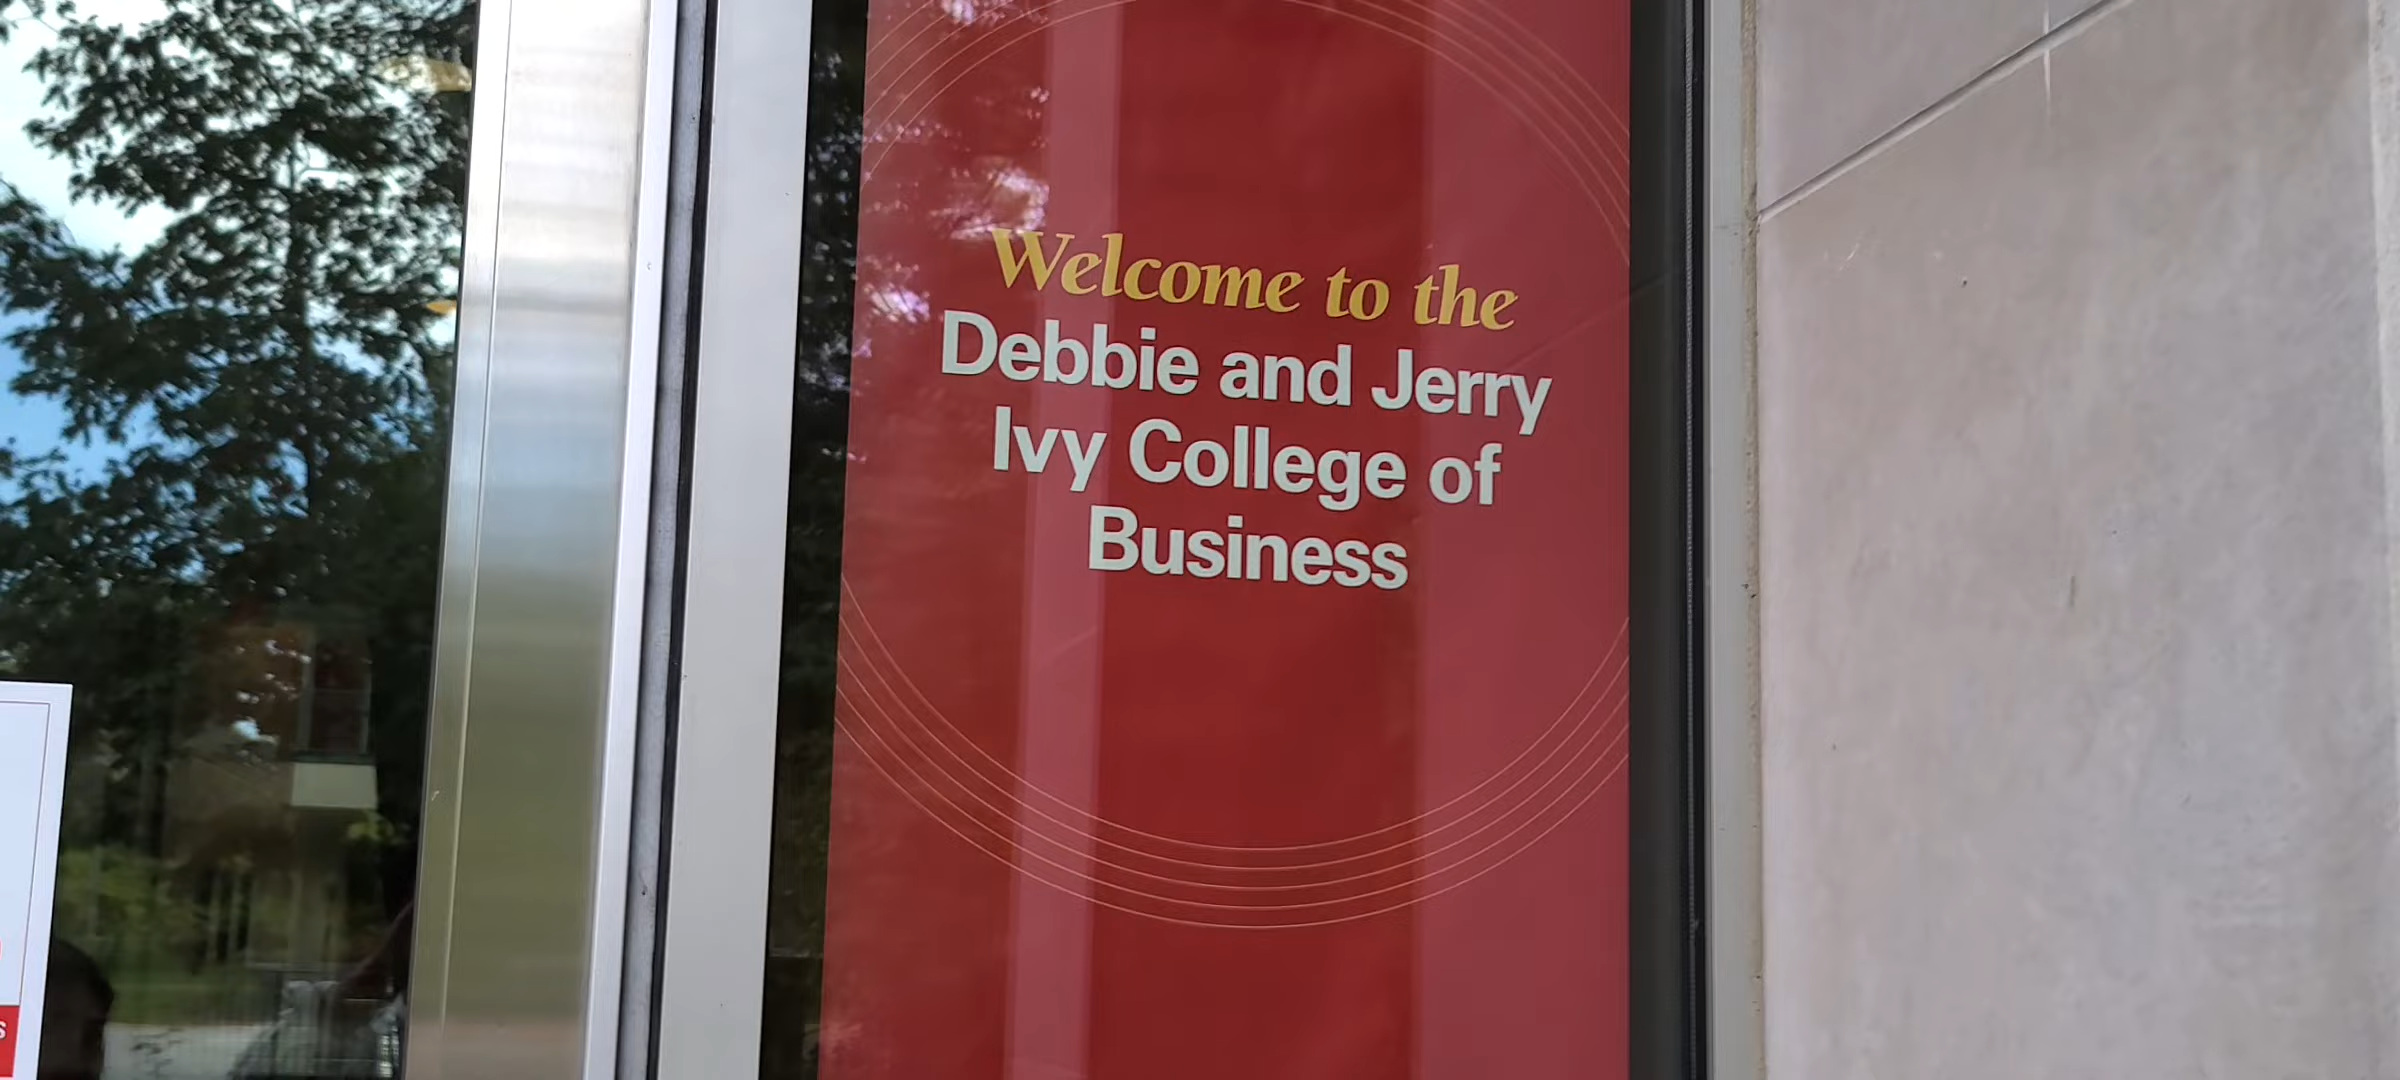 Welcome to the
Debbie and Jerry
Ivy College of
Business